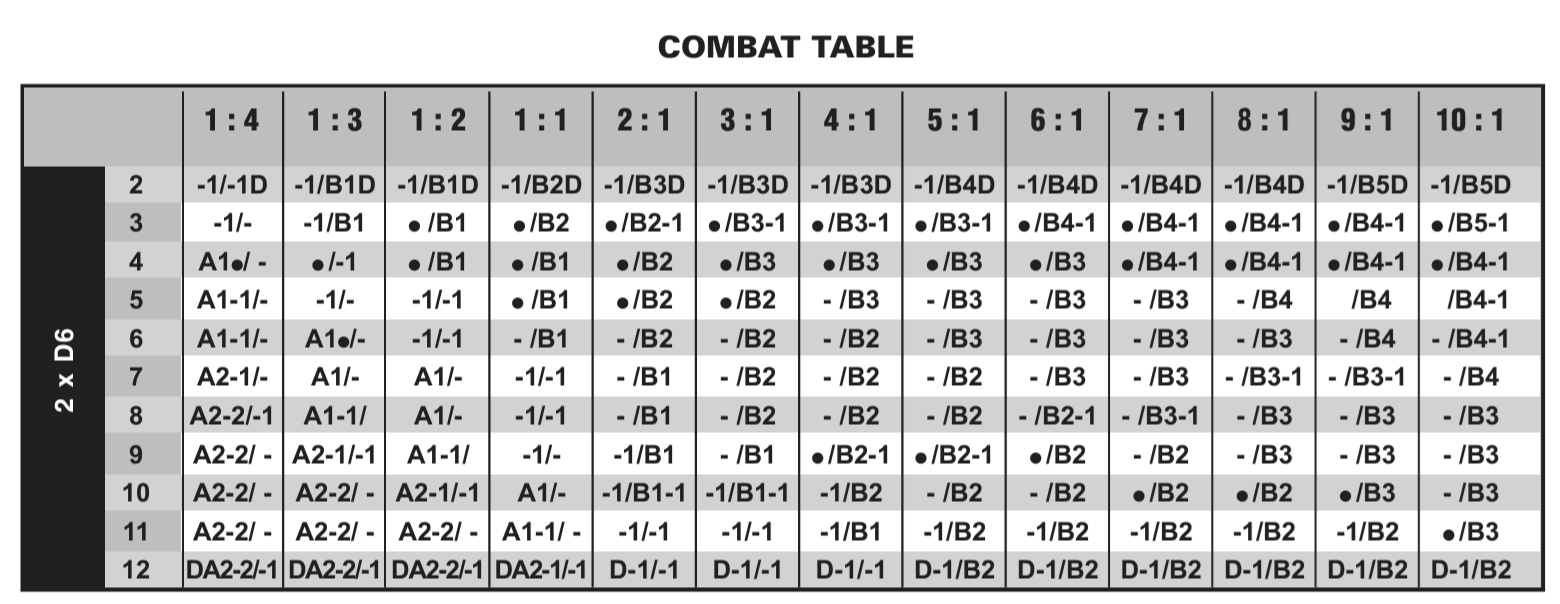 COMBAT TABLE
1 : 4 1 : 3 1 : 2 1 : 1 2 : 1 3 : 1 4 : 1 5 : 1 6 : 1 7 : 1 8 : 1 9 : 1 10 : 1
2 x D6
2 -1/-1D -1/B1D -1/B1D -1/B2D -1/B3D -1/B3D -1/B3D -1/B4D -1/B4D -1/B4D -1/B4D -1/B5D -1/B5D
3 -1/- -1/B1 ● /B1 ● /B2 ● /B2-1 ● /B3-1 ● /B3-1 ● /B3-1 ● /B4-1 ● /B4-1 ● /B4-1 ● /B4-1 ● /B5-1
4 A1●/ - ● /-1 ● /B1 ● /B1 ● /B2 ● /B3 ● /B3 ● /B3 ● /B3 ● /B4-1 ● /B4-1 ● /B4-1 ● /B4-1
5 A1-1/- -1/- -1/-1 ● /B1 ● /B2 ● /B2 - /B3 - /B3 - /B3 - /B3 - /B4 /B4 /B4-1
6 A1-1/- A1●/- -1/-1 - /B1 - /B2 - /B2 - /B2 - /B3 - /B3 - /B3 - /B3 - /B4 - /B4-1
7 A2-1/- A1/- A1/- -1/-1 - /B1 - /B2 - /B2 - /B2 - /B3 - /B3 - /B3-1 - /B3-1 - /B4
8 A2-2/-1 A1-1/ A1/- -1/-1 - /B1 - /B2 - /B2 - /B2 - /B2-1 - /B3-1 - /B3 - /B3 - /B3
9 A2-2/ - A2-1/-1 A1-1/ -1/- -1/B1 - /B1 ● /B2-1 ● /B2-1 ● /B2 - /B2 - /B3 - /B3 - /B3
10 A2-2/ - A2-2/ - A2-1/-1 A1/- -1/B1-1 -1/B1-1 -1/B2 - /B2 - /B2 ● /B2 ● /B2 ● /B3 - /B3
11 A2-2/ - A2-2/ - A2-2/ - A1-1/ - -1/-1 -1/-1 -1/B1 -1/B2 -1/B2 -1/B2 -1/B2 -1/B2 ● /B3
12 DA2-2/-1 DA2-2/-1 DA2-2/-1 DA2-1/-1 D-1/-1 D-1/-1 D-1/-1 D-1/B2 D-1/B2 D-1/B2 D-1/B2 D-1/B2 D-1/B2